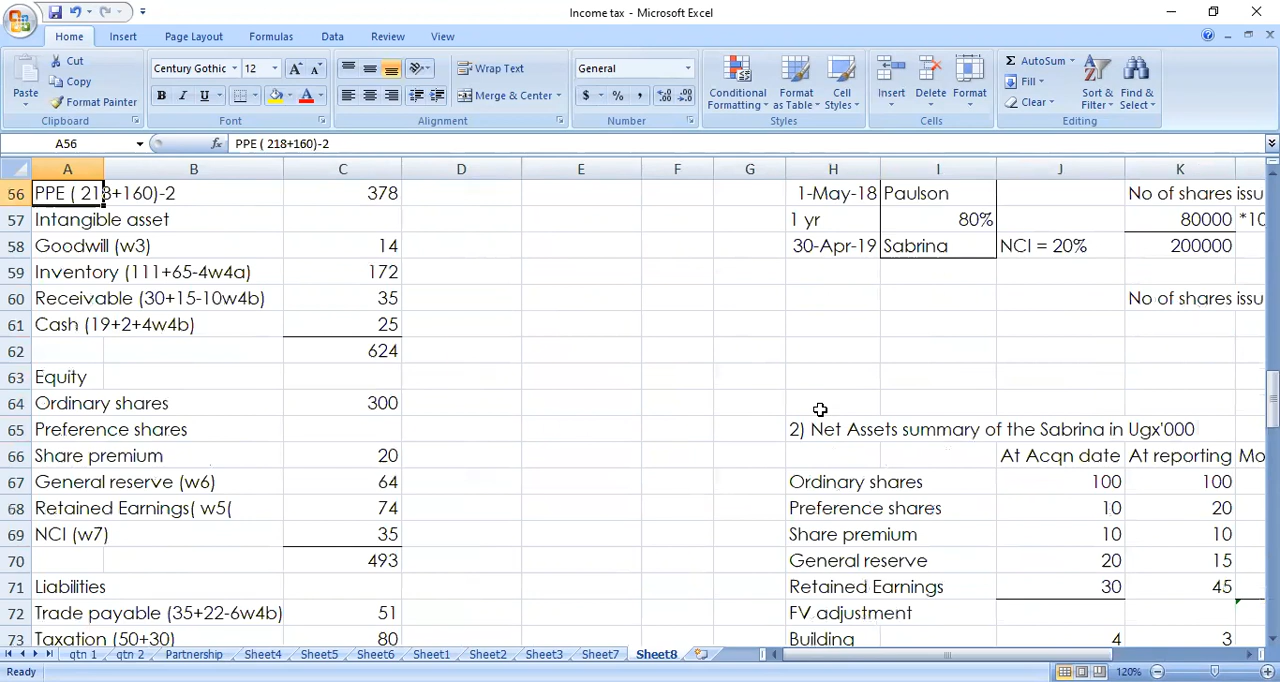 Income tax - Microsoft Excel
Home Insert Page Layout Formulas Data Review View
Paste
Cut
Copy
Format Painter
Clipboard
Century Gothic 12
B I U
Font
Wrap Text
Merge & Center
Alignment
General
$ % ,
Number
Conditional Formatting
Format as Table
Cell Styles
Styles
Insert Delete Format
Cells
AutoSum
Fill
Clear
Sort & Filter
Find & Select
Editing
A56 fx PPE ( 218+160)-2
A B C D E F G H I J K
56 PPE ( 218+160)-2 378 1-May-18 Paulson No of shares issu
57 Intangible asset 1 yr 80% 80000 *10
58 Goodwill (w3) 14 30-Apr-19 Sabrina NCI = 20% 200000
59 Inventory (111+65-4w4a) 172
60 Receivable (30+15-10w4b) 35 No of shares issu
61 Cash (19+2+4w4b) 25
62 624
63 Equity
64 Ordinary shares 300
65 Preference shares 2) Net Assets summary of the Sabrina in Ugx'000
66 Share premium 20 At Acqn date At reporting Mo
67 General reserve (w6) 64 Ordinary shares 100 100
68 Retained Earnings( w5( 74 Preference shares 10 20
69 NCI (w7) 35 Share premium 10 10
70 493 General reserve 20 15
71 Liabilities Retained Earnings 30 45
72 Trade payable (35+22-6w4b) 51 FV adjustment
73 Taxation (50+30) 80 Building 4 3
qtn 1 qtn 2 Partnership Sheet4 Sheet5 Sheet6 Sheet1 Sheet2 Sheet3 Sheet7 Sheet8
Ready 120%